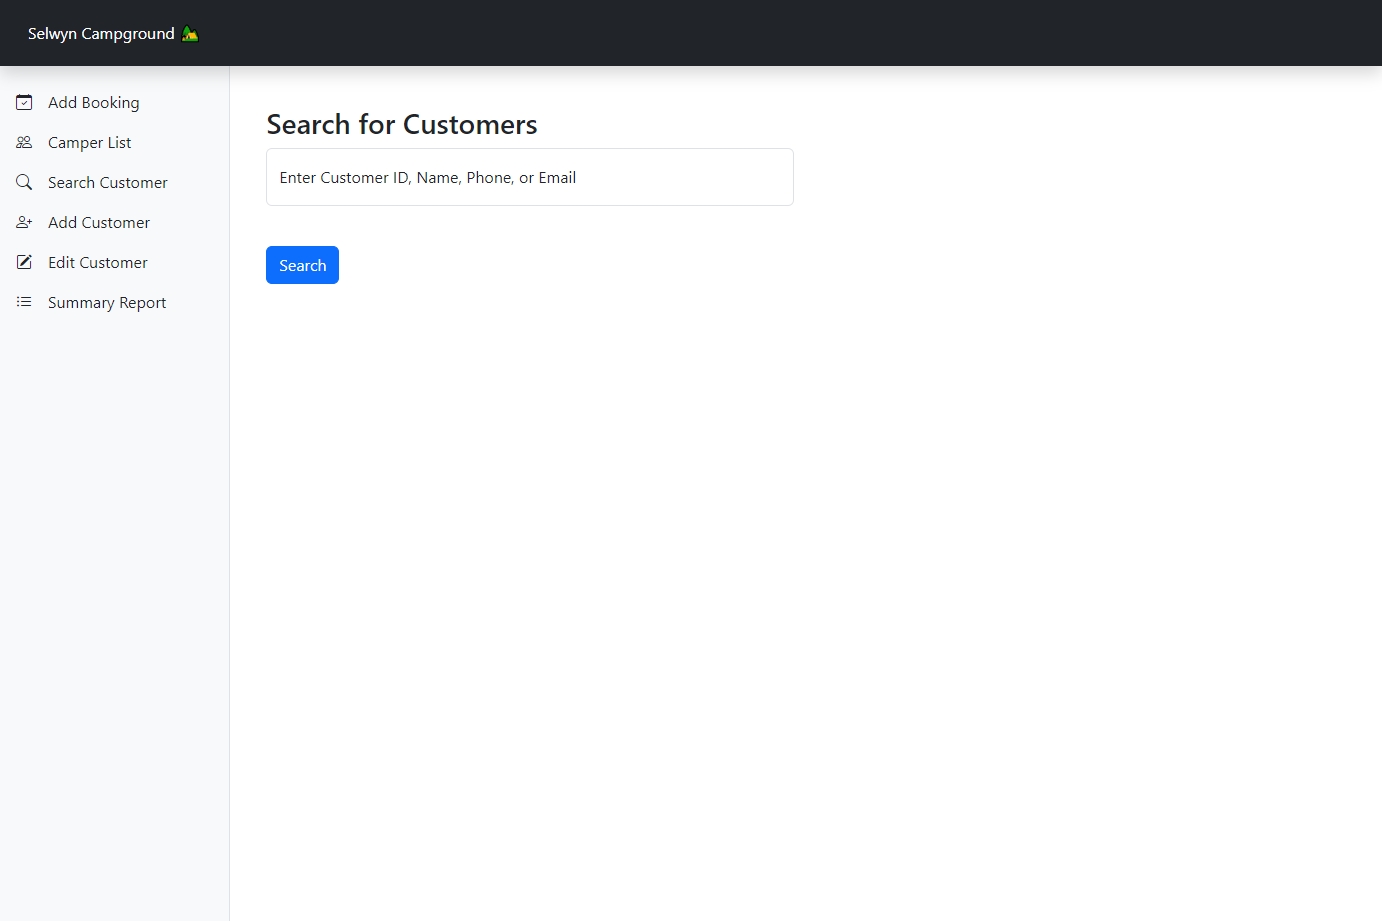 Selwyn Campground
Add Booking
Camper List
Search Customer
Add Customer
Edit Customer
Summary Report
Search for Customers
Enter Customer ID, Name, Phone, or Email
Search